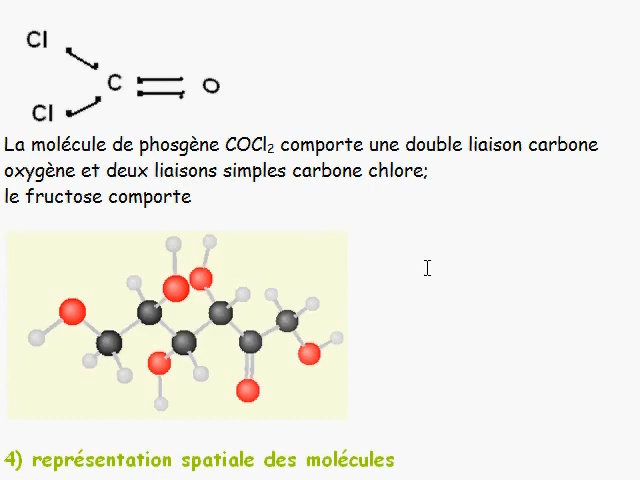 Cl
C O
Cl
La molécule de phosgène COCl₂ comporte une double liaison carbone
oxygène et deux liaisons simples carbone chlore;
le fructose comporte
4) représentation spatiale des molécules